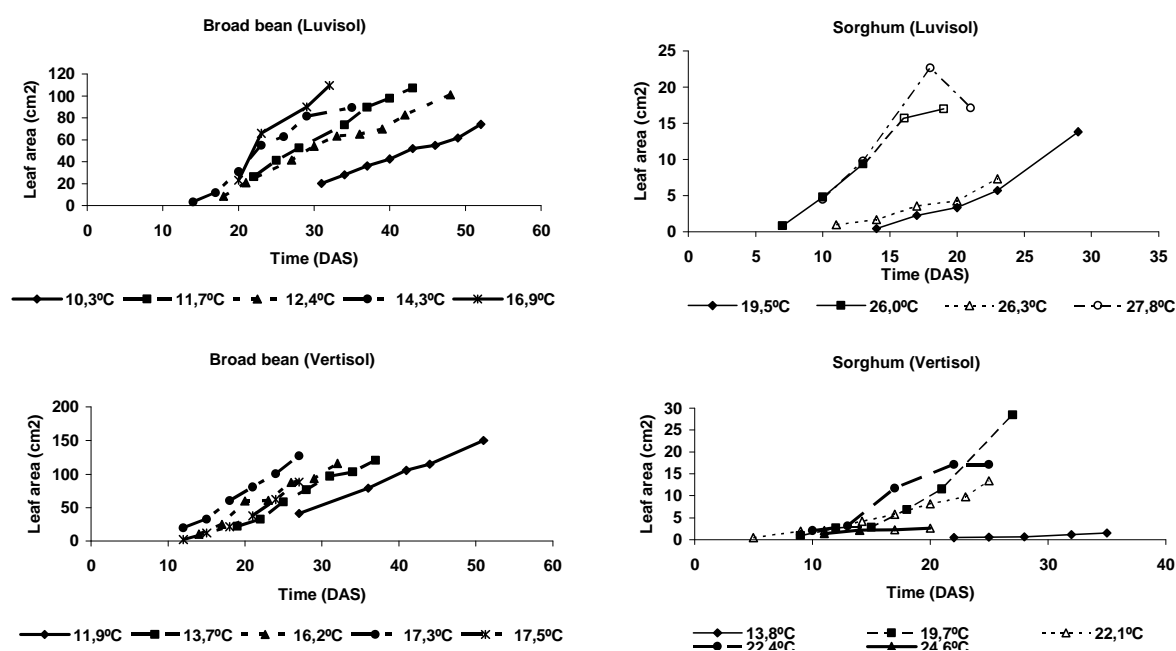 Broad bean (Luvisol)
Leaf area (cm2)
120
100
80
60
40
20
0
0 10 20 30 40 50 60
Time (DAS)
10,3ºC 11,7ºC 12,4ºC 14,3ºC 16,9ºC
Sorghum (Luvisol)
Leaf area (cm2)
25
20
15
10
5
0
0 5 10 15 20 25 30 35
Time (DAS)
19,5ºC 26,0ºC 26,3ºC 27,8ºC
Broad bean (Vertisol)
Leaf area (cm2)
200
150
100
50
0
0 10 20 30 40 50 60
Time (DAS)
11,9ºC 13,7ºC 16,2ºC 17,3ºC 17,5ºC
Sorghum (Vertisol)
Leaf area (cm2)
30
25
20
15
10
5
0
0 10 20 30 40
Time (DAS)
13,8ºC 19,7ºC 22,1ºC
22,4ºC 24,6ºC